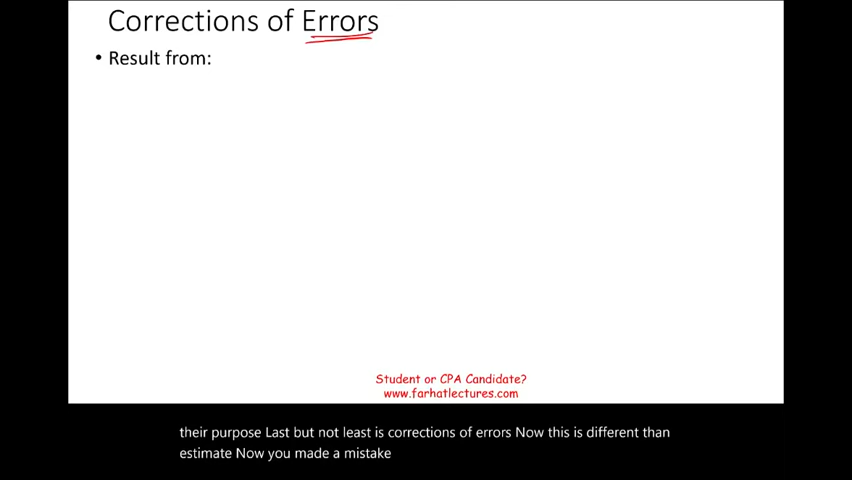 Corrections of Errors
• Result from:
Student or CPA Candidate?
www.farhatlectures.com
their purpose Last but not least is corrections of errors Now this is different than
estimate Now you made a mistake